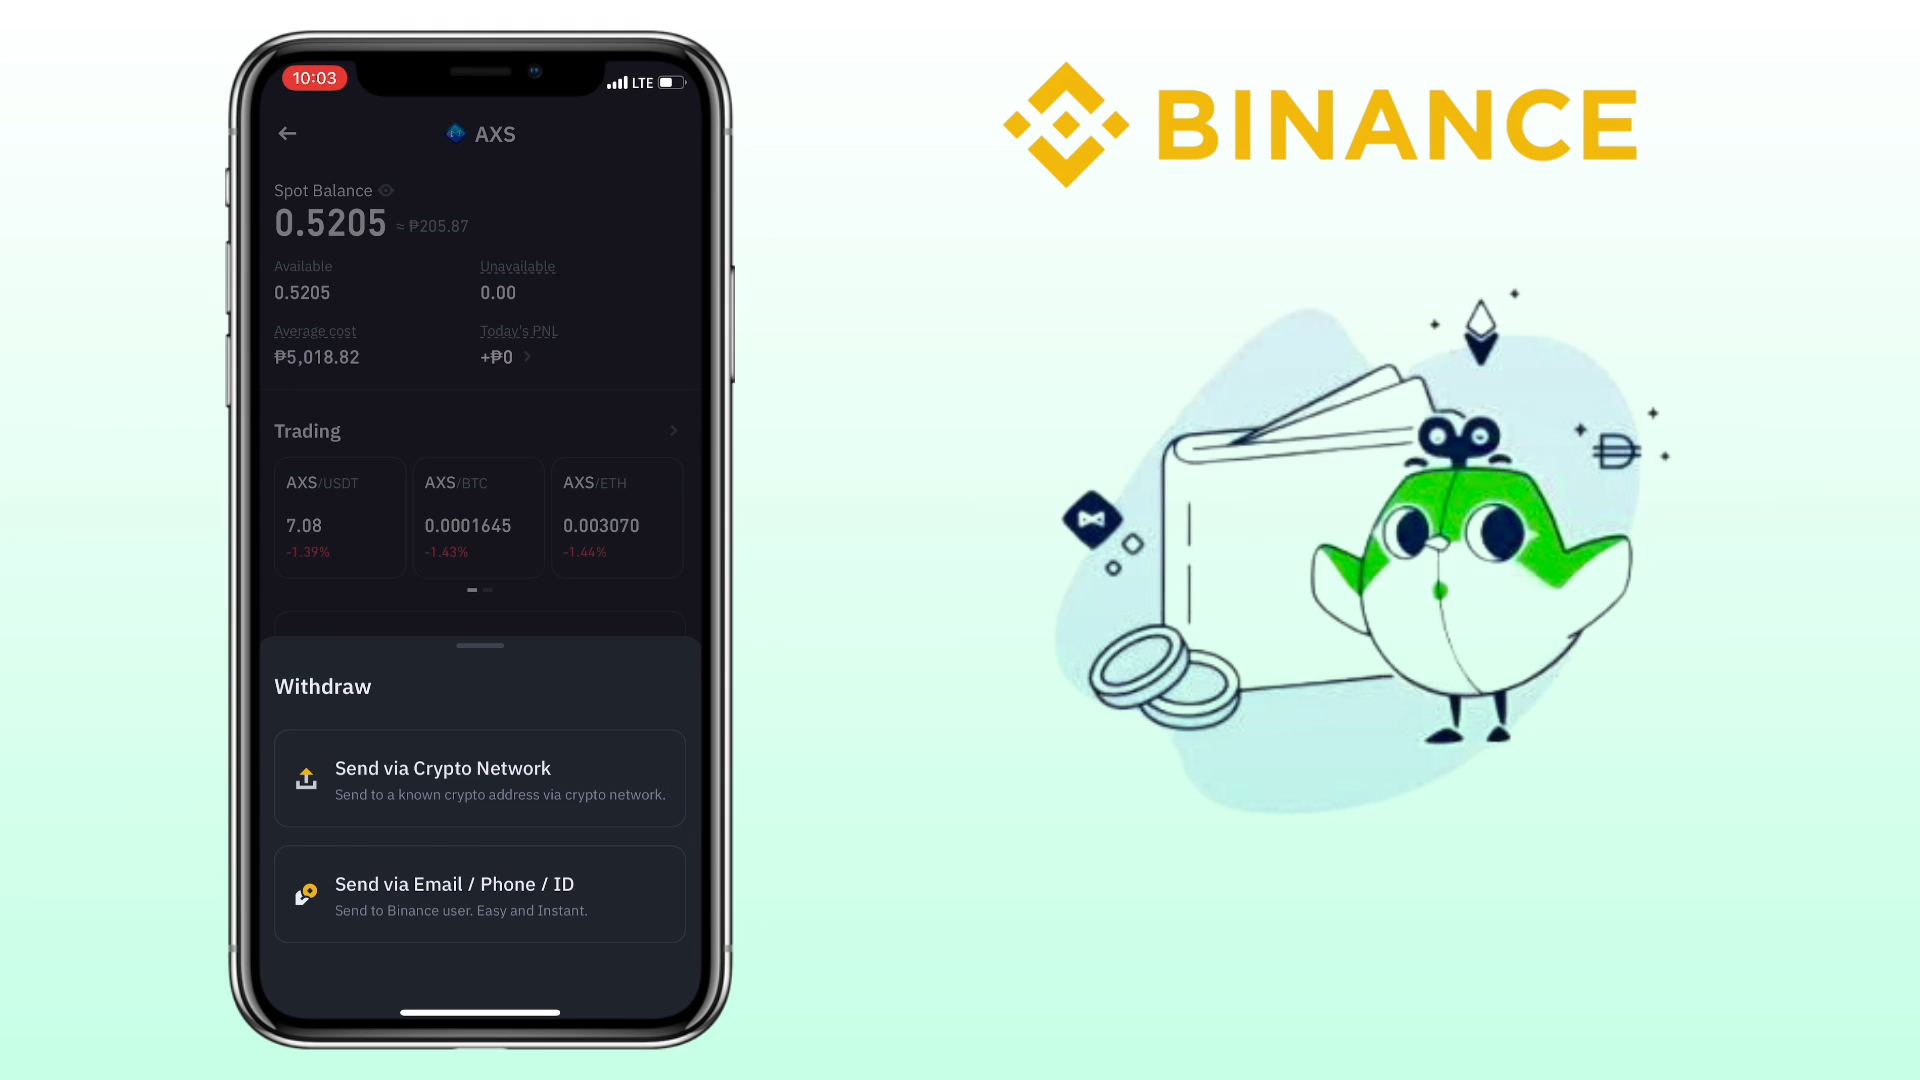 10:03
LTE
AXS
Spot Balance
0.5205 ≈ ₱205.87
Available
Unavailable
0.5205
0.00
Average cost
Today's PNL
₱5,018.82
+₱0
Trading
AXS/USDT
AXS/BTC
AXS/ETH
7.08
0.0001645
0.003070
-1.39%
-1.43%
-1.44%
Withdraw
Send via Crypto Network
Send to a known crypto address via crypto network.
Send via Email / Phone / ID
Send to Binance user. Easy and Instant.
BINANCE